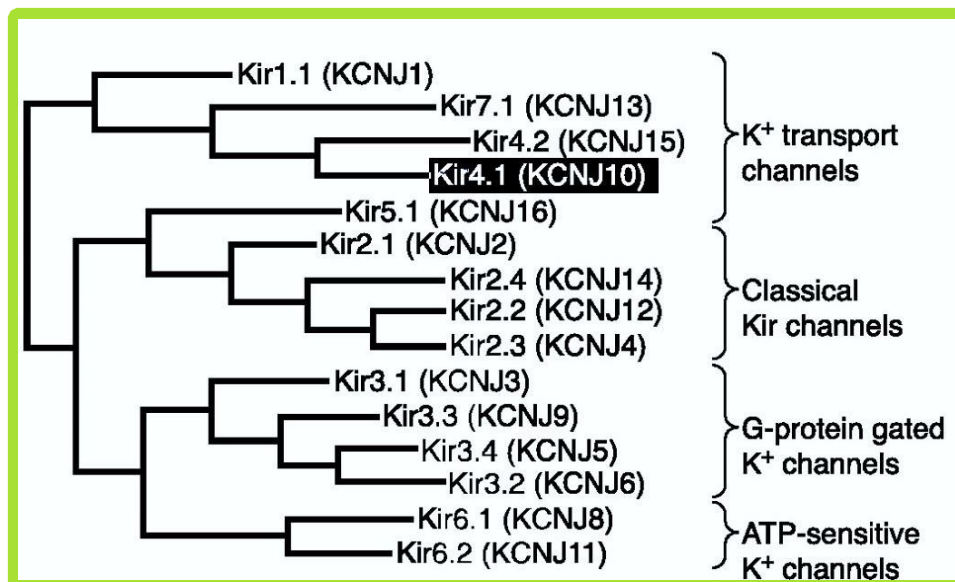 Kir1.1 (KCNJ1)
Kir7.1 (KCNJ13)
Kir4.2 (KCNJ15)
Kir4.1 (KCNJ10)
K⁺ transport
channels
Kir5.1 (KCNJ16)
Kir2.1 (KCNJ2)
Kir2.4 (KCNJ14)
Kir2.2 (KCNJ12)
Kir2.3 (KCNJ4)
Classical
Kir channels
Kir3.1 (KCNJ3)
Kir3.3 (KCNJ9)
Kir3.4 (KCNJ5)
Kir3.2 (KCNJ6)
G-protein gated
K⁺ channels
Kir6.1 (KCNJ8)
Kir6.2 (KCNJ11)
ATP-sensitive
K⁺ channels